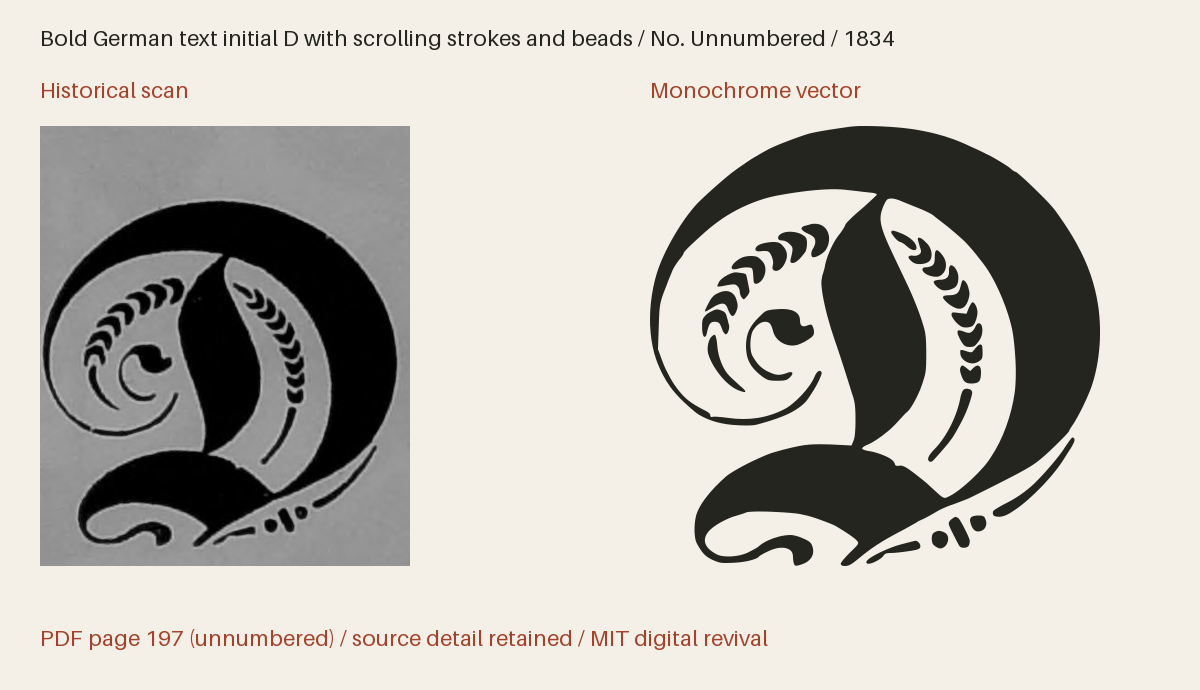 Bold German text initial D with scrolling strokes and beads / No. Unnumbered / 1834
Historical scan
Monochrome vector
D
D
PDF page 197 (unnumbered) / source detail retained / MIT digital revival